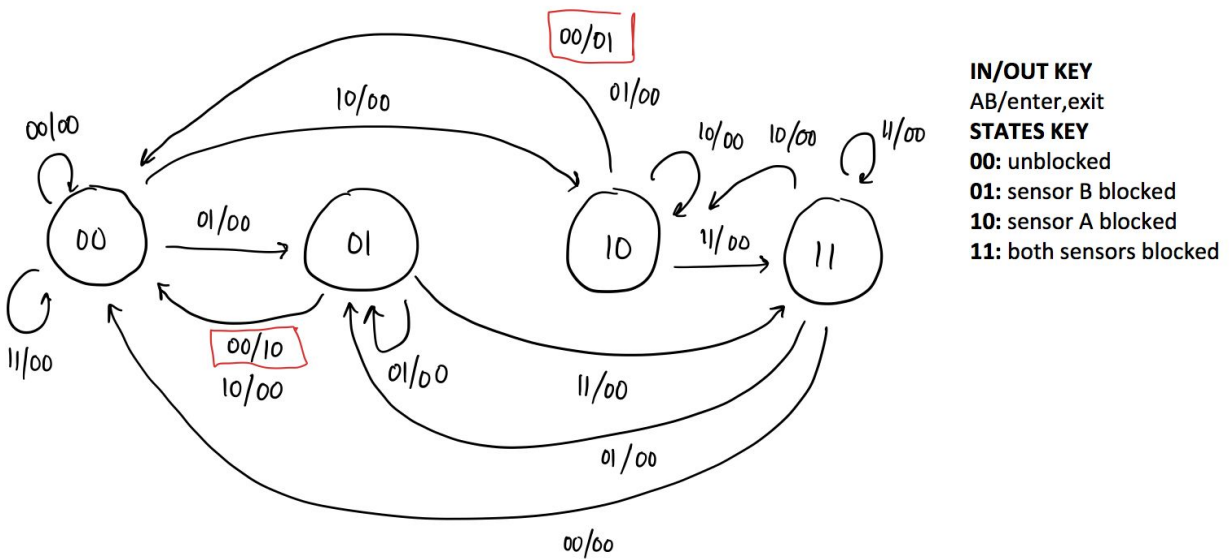 00/01
01/00
10/00
00/00
10/00
10/00
11/00
01/00
11/00
00
01
10
11
00/10
10/00
11/00
01/00
11/00
01/00
00/00
IN/OUT KEY
AB/enter,exit
STATES KEY
00: unblocked
01: sensor B blocked
10: sensor A blocked
11: both sensors blocked